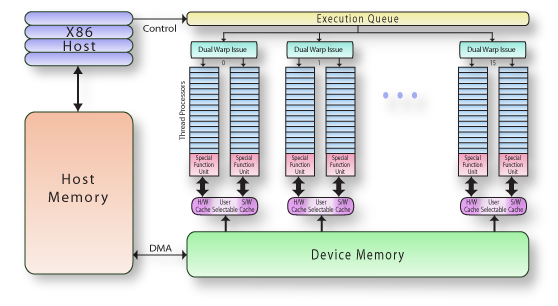 X86
Host
Control
Execution Queue
Dual Warp Issue
Dual Warp Issue
Dual Warp Issue
0
1
15
Thread Processors
Special
Function
Unit
Special
Function
Unit
Special
Function
Unit
Special
Function
Unit
Special
Function
Unit
Special
Function
Unit
H/W User S/W
Cache Selectable Cache
H/W User S/W
Cache Selectable Cache
H/W User S/W
Cache Selectable Cache
Host
Memory
DMA
Device Memory